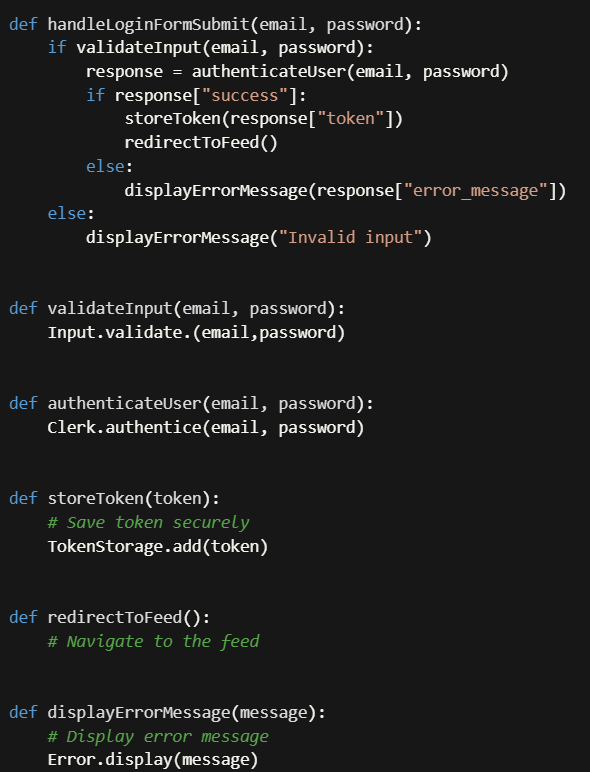 def handleLoginFormSubmit(email, password):
    if validateInput(email, password):
        response = authenticateUser(email, password)
        if response["success"]:
            storeToken(response["token"])
            redirectToFeed()
        else:
            displayErrorMessage(response["error_message"])
    else:
        displayErrorMessage("Invalid input")
def validateInput(email, password):
    Input.validate.(email,password)
def authenticateUser(email, password):
    Clerk.authentice(email, password)
def storeToken(token):
    # Save token securely
    TokenStorage.add(token)
def redirectToFeed():
    # Navigate to the feed
def displayErrorMessage(message):
    # Display error message
    Error.display(message)